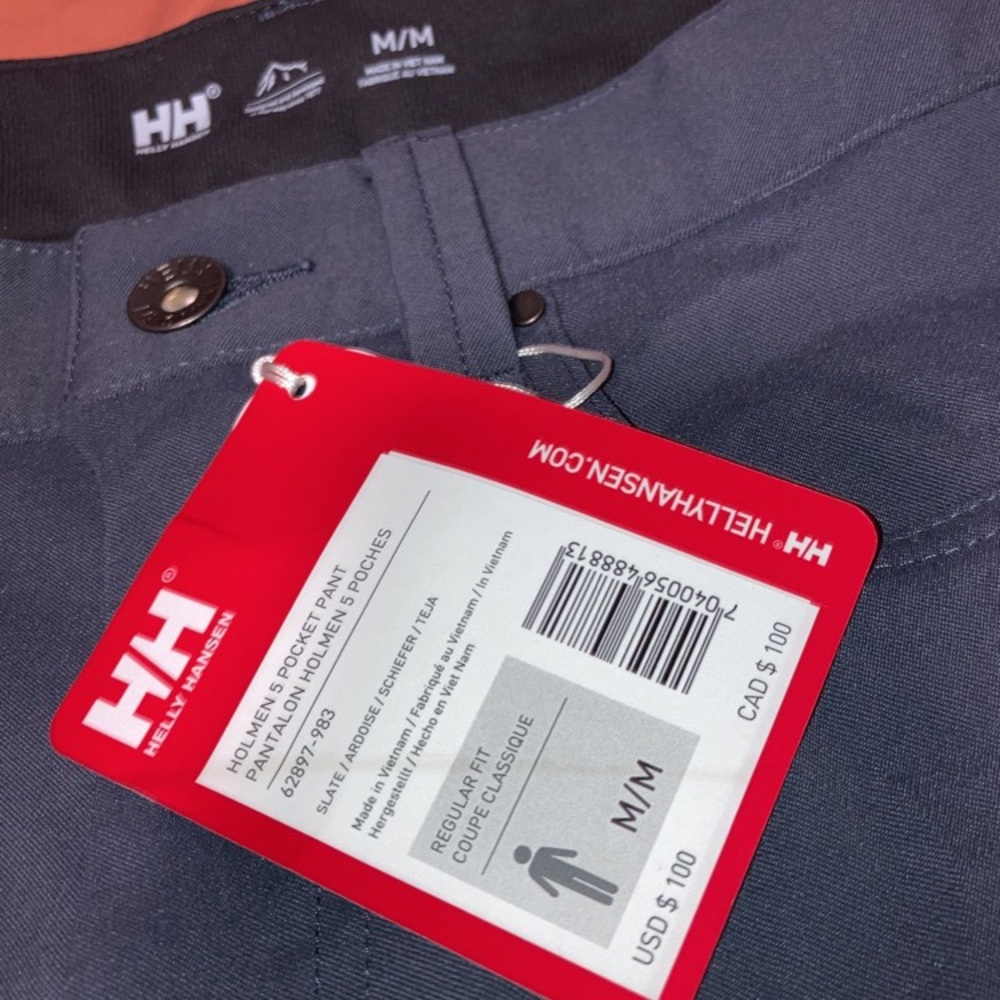 HH®
HELLY HANSEN
M/M
MADE IN VIET NAM
FABRIQUÉ AU VIETNAM
HH® HELLYHANSEN.COM
HH®
HELLY HANSEN
HOLMEN 5 POCKET PANT
PANTALON HOLMEN 5 POCHES
62897-983
SLATE / ARDOISE / SCHIEFER / TEJA
Made in Vietnam / Fabriqué au Vietnam / In Vietnam
Hergestellt / Hecho en Viet Nam
REGULAR FIT
COUPE CLASSIQUE
M/M
7 040056 488813
USD $ 100
CAD $ 100